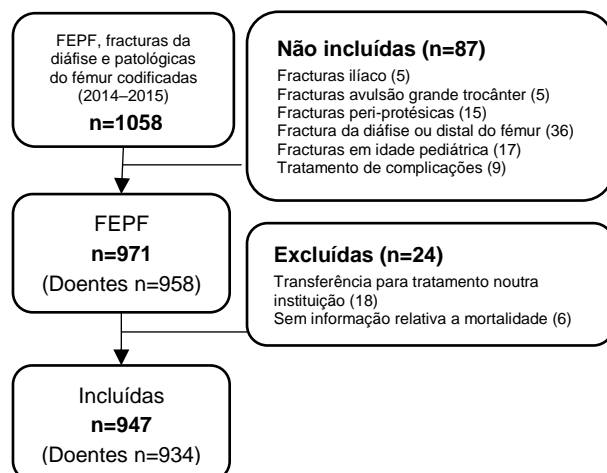 FEPF, fracturas da
diáfise e patológicas
do fémur codificadas
(2014–2015)
n=1058
Não incluídas (n=87)
Fracturas ilíaco (5)
Fracturas avulsão grande trocânter (5)
Fracturas peri-protésicas (15)
Fractura da diáfise ou distal do fémur (36)
Fracturas em idade pediátrica (17)
Tratamento de complicações (9)
FEPF
n=971
(Doentes n=958)
Excluídas (n=24)
Transferência para tratamento noutra
instituição (18)
Sem informação relativa a mortalidade (6)
Incluídas
n=947
(Doentes n=934)